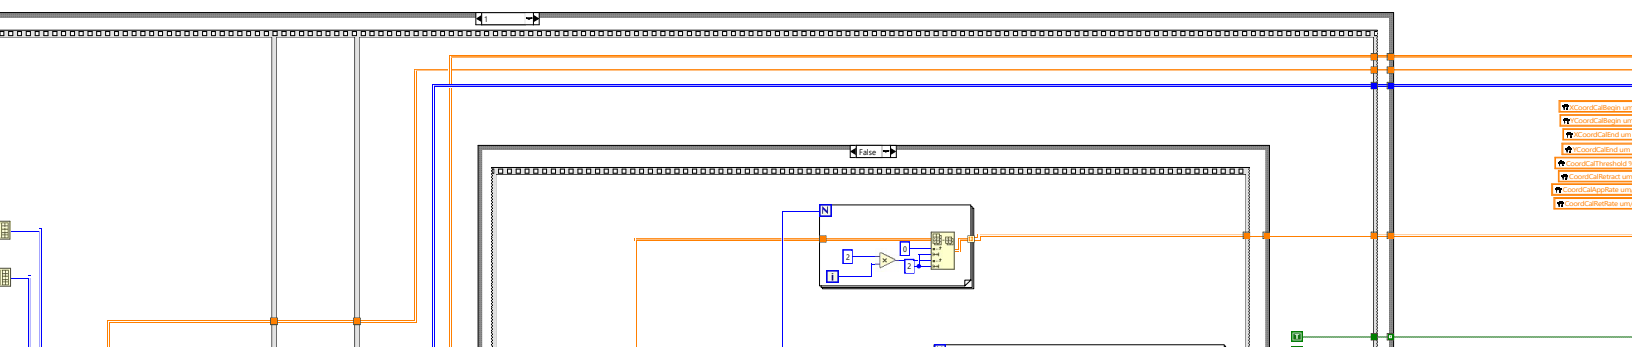 1
XCoordCalBegin um
YCoordCalBegin um
XCoordCalEnd um
False
YCoordCalEnd um
CoordCalThreshold
CoordCalRetract um
CoordCalAppRate um/
CoordCalRetRate um/
N
0
2
2
i
T